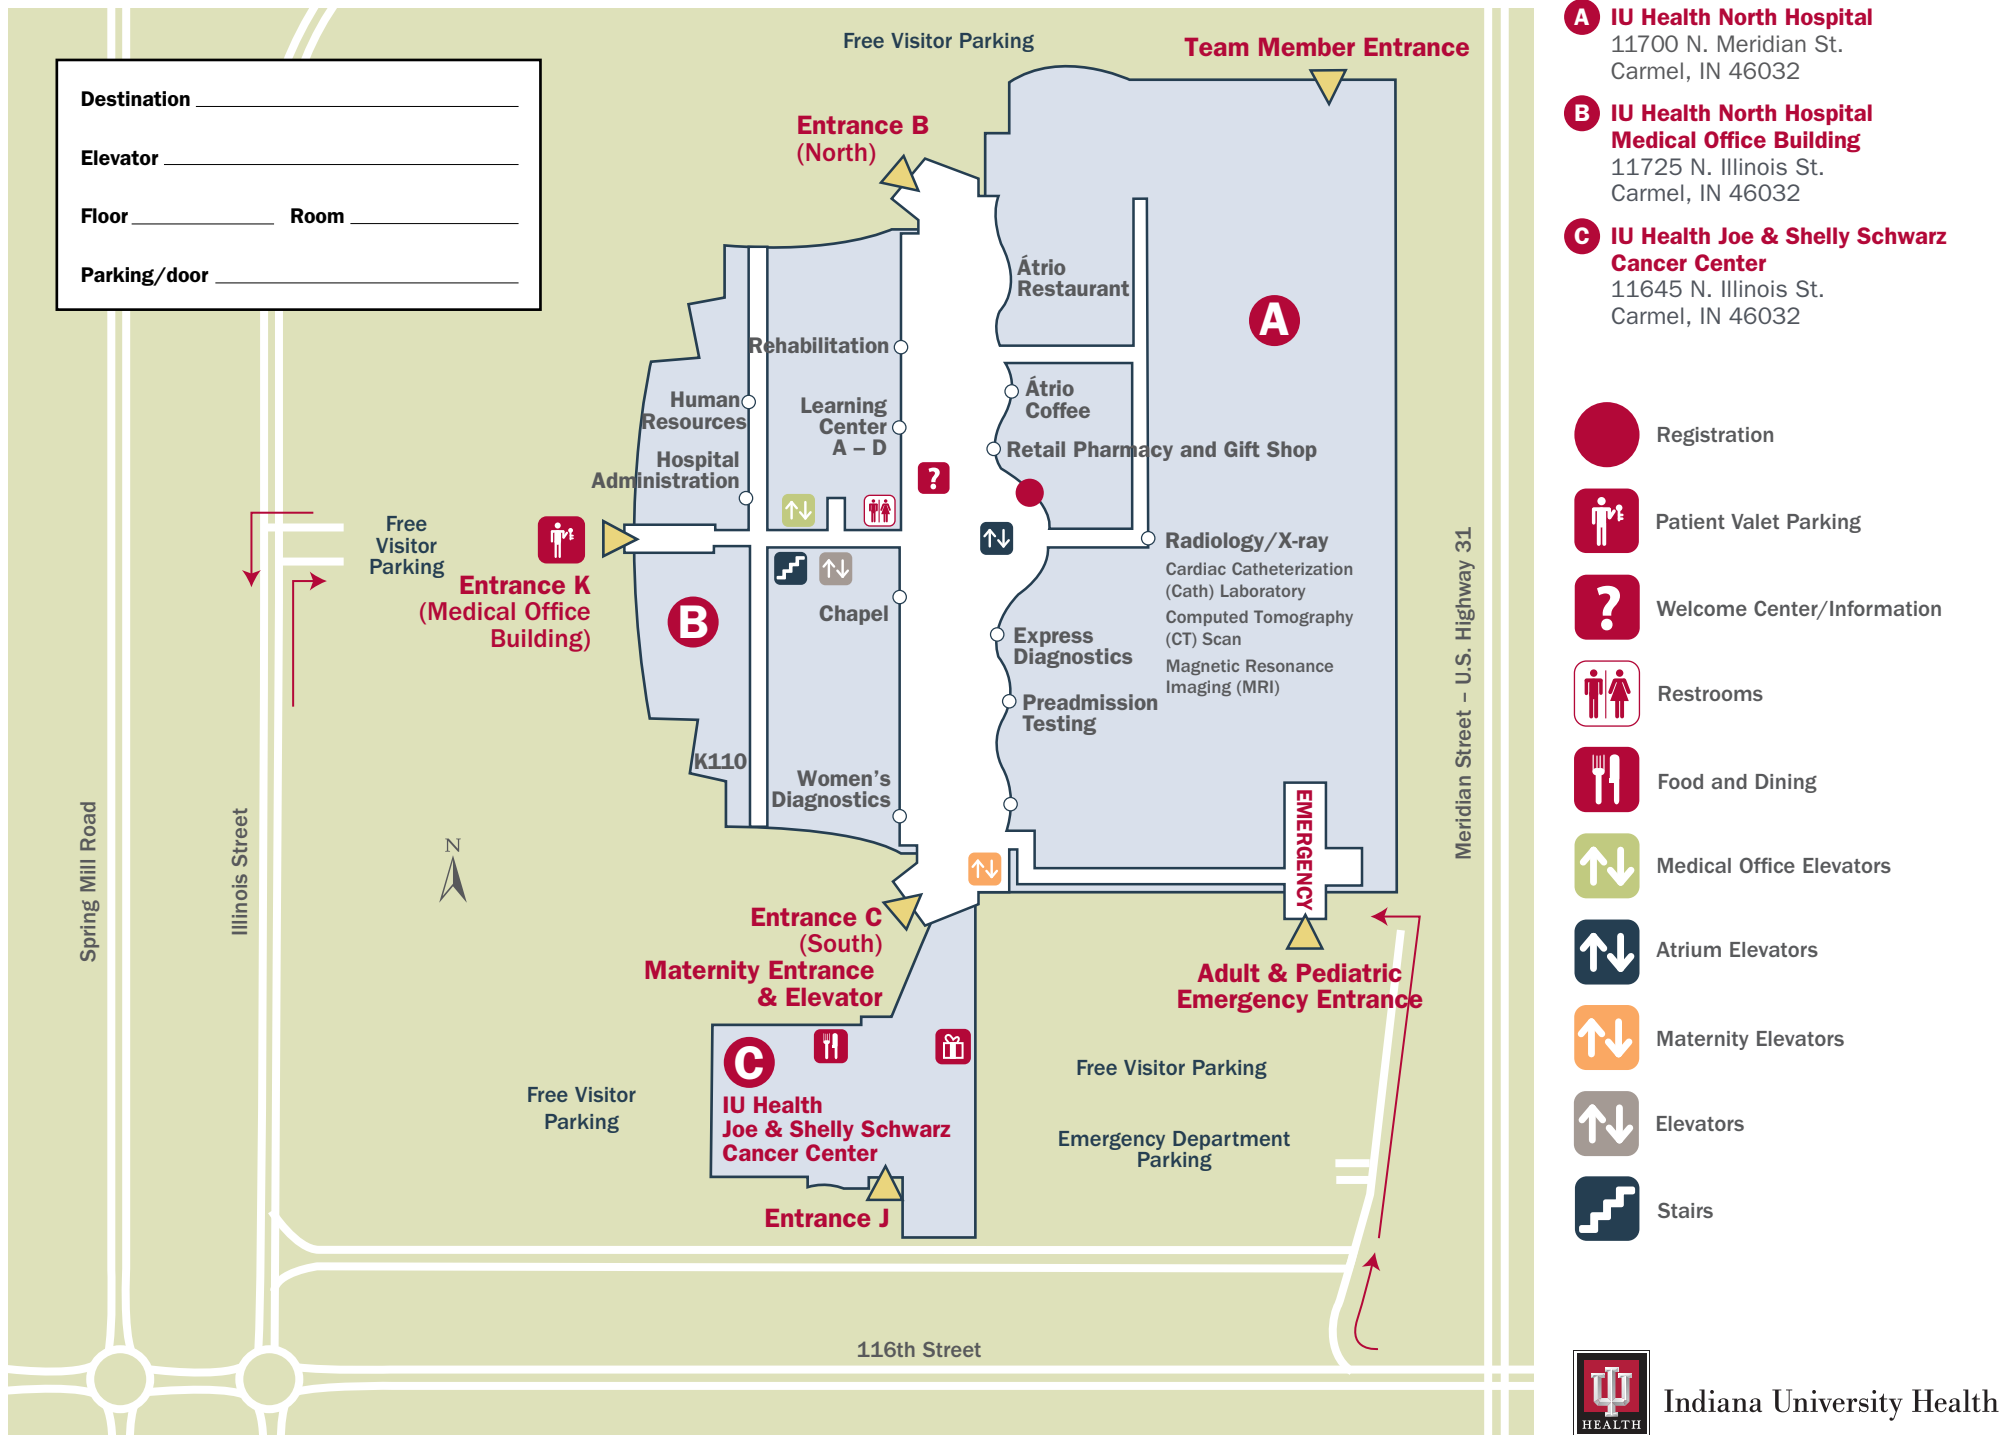 Destination
Elevator
Floor Room
Parking/door
Free Visitor Parking
Team Member Entrance
Entrance B
(North)
Átrio
Restaurant
A
Rehabilitation
Human
Resources
Learning
Center
A – D
Átrio
Coffee
Retail Pharmacy and Gift Shop
Hospital
Administration
?
Free
Visitor
Parking
Entrance K
(Medical Office
Building)
B
Chapel
Radiology/X-ray
Cardiac Catheterization
(Cath) Laboratory
Computed Tomography
(CT) Scan
Magnetic Resonance
Imaging (MRI)
Express
Diagnostics
Preadmission
Testing
K110
Women's
Diagnostics
EMERGENCY
Meridian Street – U.S. Highway 31
Spring Mill Road
Illinois Street
N
Entrance C
(South)
Maternity Entrance
& Elevator
Adult & Pediatric
Emergency Entrance
C
IU Health
Joe & Shelly Schwarz
Cancer Center
Free Visitor
Parking
Free Visitor Parking
Emergency Department
Parking
Entrance J
116th Street
A IU Health North Hospital
11700 N. Meridian St.
Carmel, IN 46032
B IU Health North Hospital
Medical Office Building
11725 N. Illinois St.
Carmel, IN 46032
C IU Health Joe & Shelly Schwarz
Cancer Center
11645 N. Illinois St.
Carmel, IN 46032
Registration
Patient Valet Parking
? Welcome Center/Information
Restrooms
Food and Dining
Medical Office Elevators
Atrium Elevators
Maternity Elevators
Elevators
Stairs
HEALTH
Indiana University Health